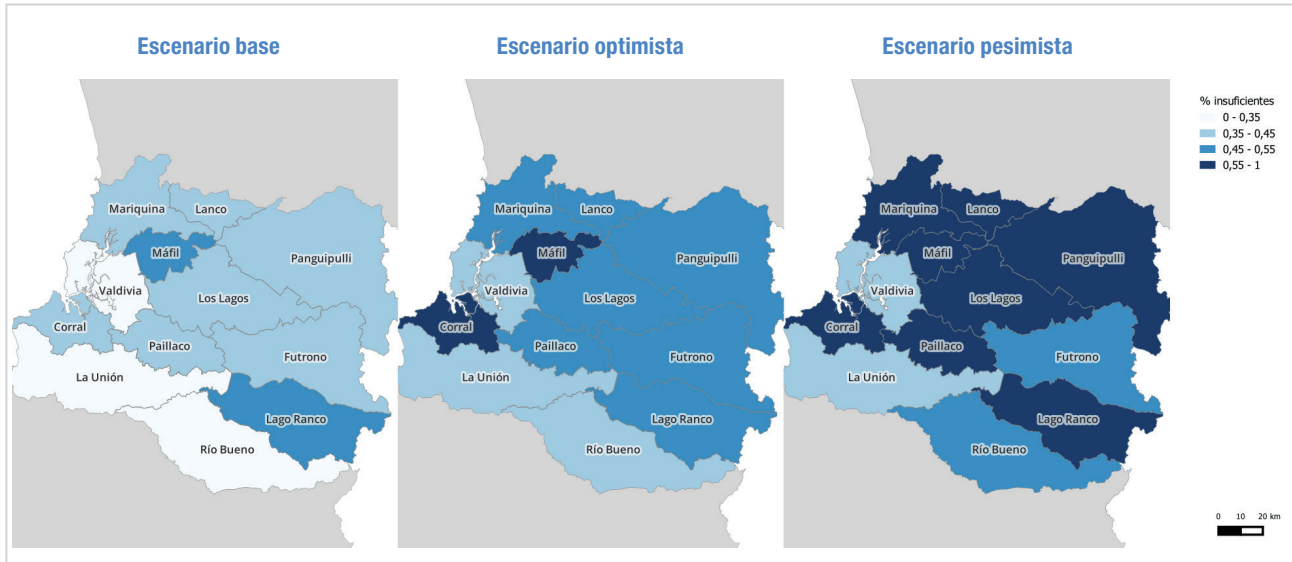 Escenario base
Escenario optimista
Escenario pesimista
% insuficientes
0 - 0,35
0,35 - 0,45
0,45 - 0,55
0,55 - 1
Mariquina
Lanco
Máfil
Panguipulli
Valdivia
Los Lagos
Corral
Paillaco
Futrono
La Unión
Lago Ranco
Río Bueno
Mariquina
Lanco
Máfil
Panguipulli
Valdivia
Los Lagos
Corral
Paillaco
Futrono
La Unión
Lago Ranco
Río Bueno
Mariquina
Lanco
Máfil
Panguipulli
Valdivia
Los Lagos
Corral
Paillaco
Futrono
La Unión
Lago Ranco
Río Bueno
0 10 20 km